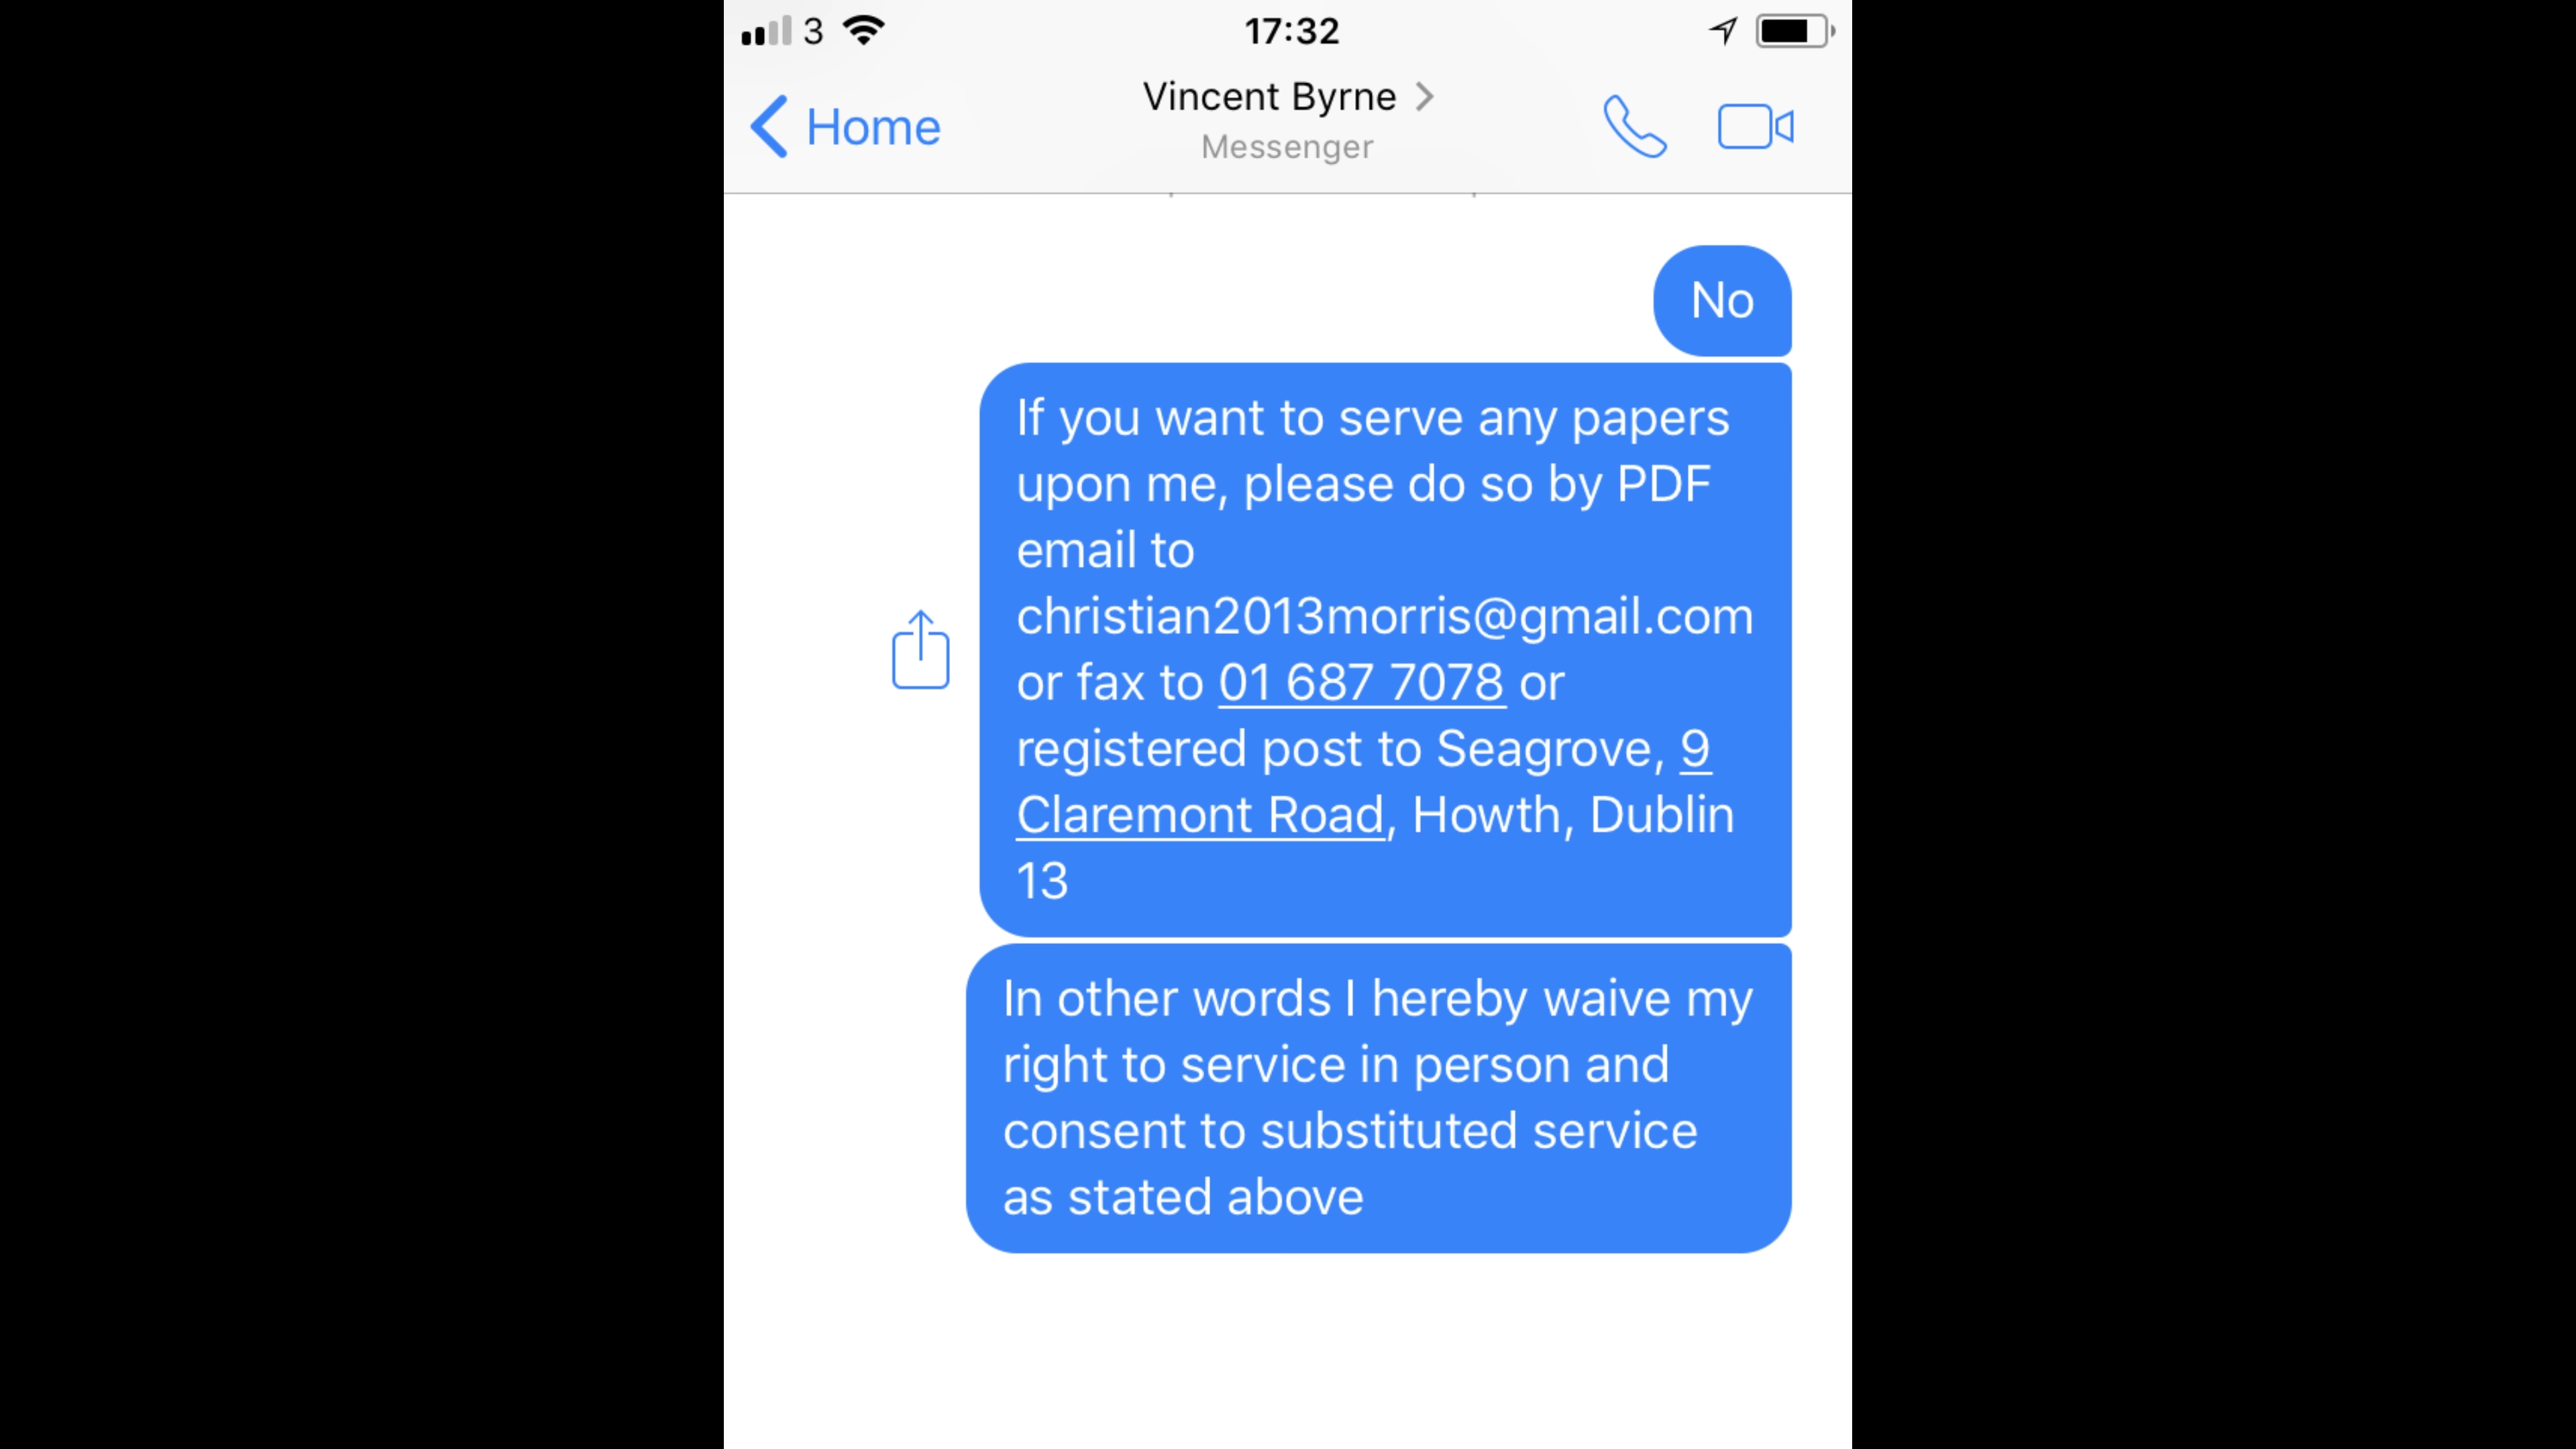 3 17:32
Home
Vincent Byrne
Messenger
No
If you want to serve any papers
upon me, please do so by PDF
email to
christian2013morris@gmail.com
or fax to 01 687 7078 or
registered post to Seagrove, 9
Claremont Road, Howth, Dublin
13
In other words I hereby waive my
right to service in person and
consent to substituted service
as stated above